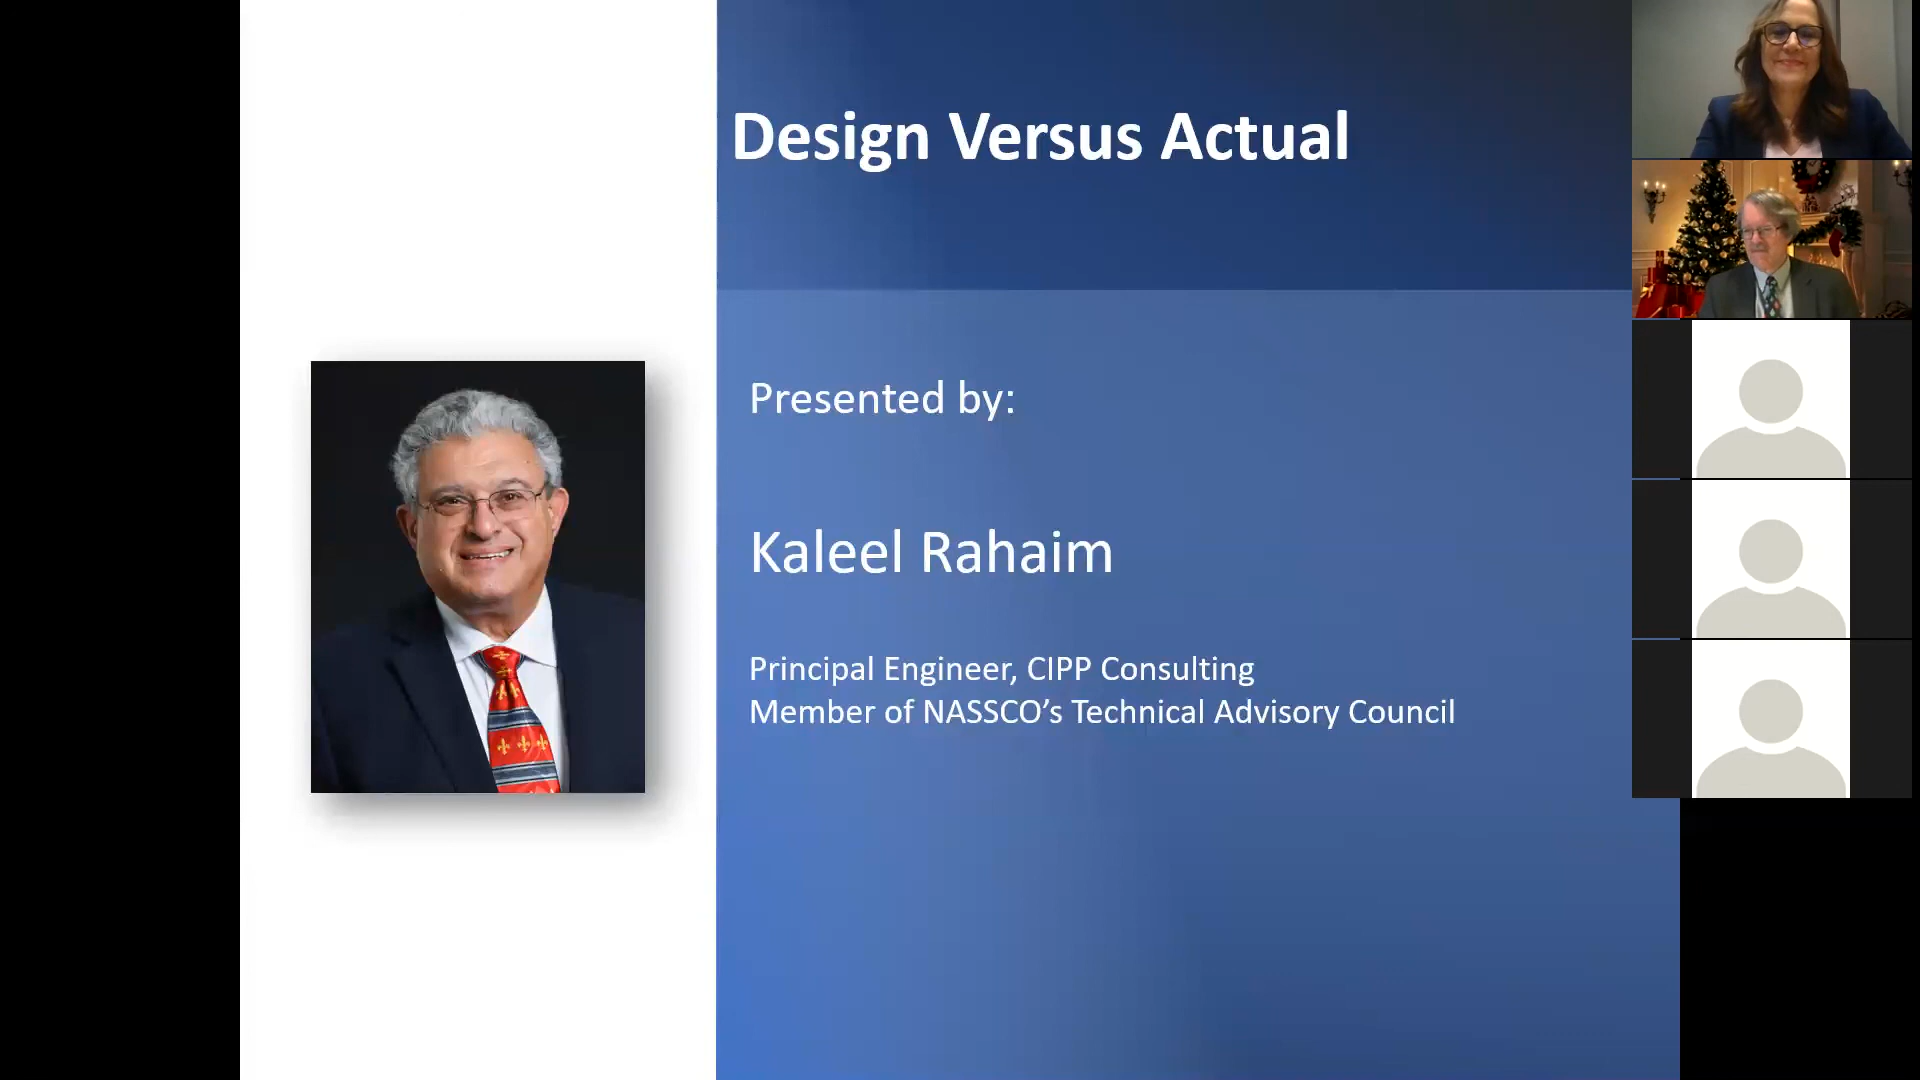 Design Versus Actual
Presented by:
Kaleel Rahaim
Principal Engineer, CIPP Consulting
Member of NASSCO’s Technical Advisory Council